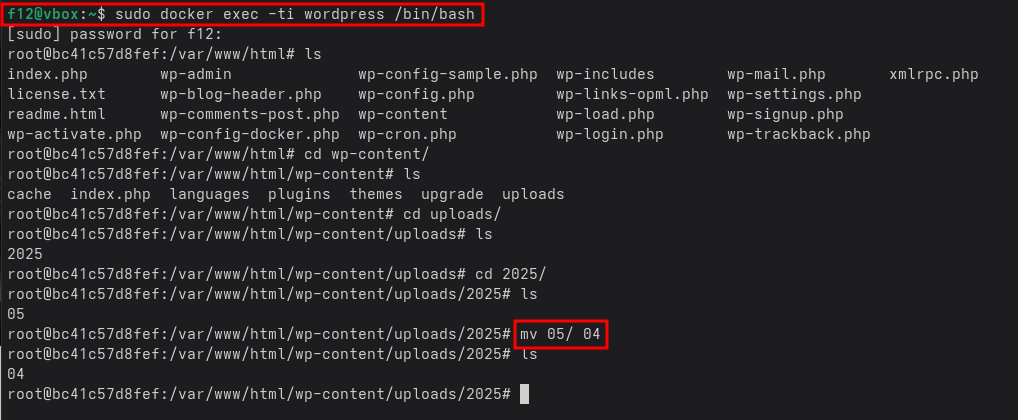 f12@vbox:~$ sudo docker exec -ti wordpress /bin/bash
[sudo] password for f12:
root@bc41c57d8fef:/var/www/html# ls
index.php        wp-admin              wp-config-sample.php  wp-includes        wp-mail.php       xmlrpc.php
license.txt      wp-blog-header.php    wp-config.php         wp-links-opml.php  wp-settings.php
readme.html      wp-comments-post.php  wp-content            wp-load.php        wp-signup.php
wp-activate.php  wp-config-docker.php  wp-cron.php           wp-login.php       wp-trackback.php
root@bc41c57d8fef:/var/www/html# cd wp-content/
root@bc41c57d8fef:/var/www/html/wp-content# ls
cache  index.php  languages  plugins  themes  upgrade  uploads
root@bc41c57d8fef:/var/www/html/wp-content# cd uploads/
root@bc41c57d8fef:/var/www/html/wp-content/uploads# ls
2025
root@bc41c57d8fef:/var/www/html/wp-content/uploads# cd 2025/
root@bc41c57d8fef:/var/www/html/wp-content/uploads/2025# ls
05
root@bc41c57d8fef:/var/www/html/wp-content/uploads/2025# mv 05/ 04
root@bc41c57d8fef:/var/www/html/wp-content/uploads/2025# ls
04
root@bc41c57d8fef:/var/www/html/wp-content/uploads/2025#